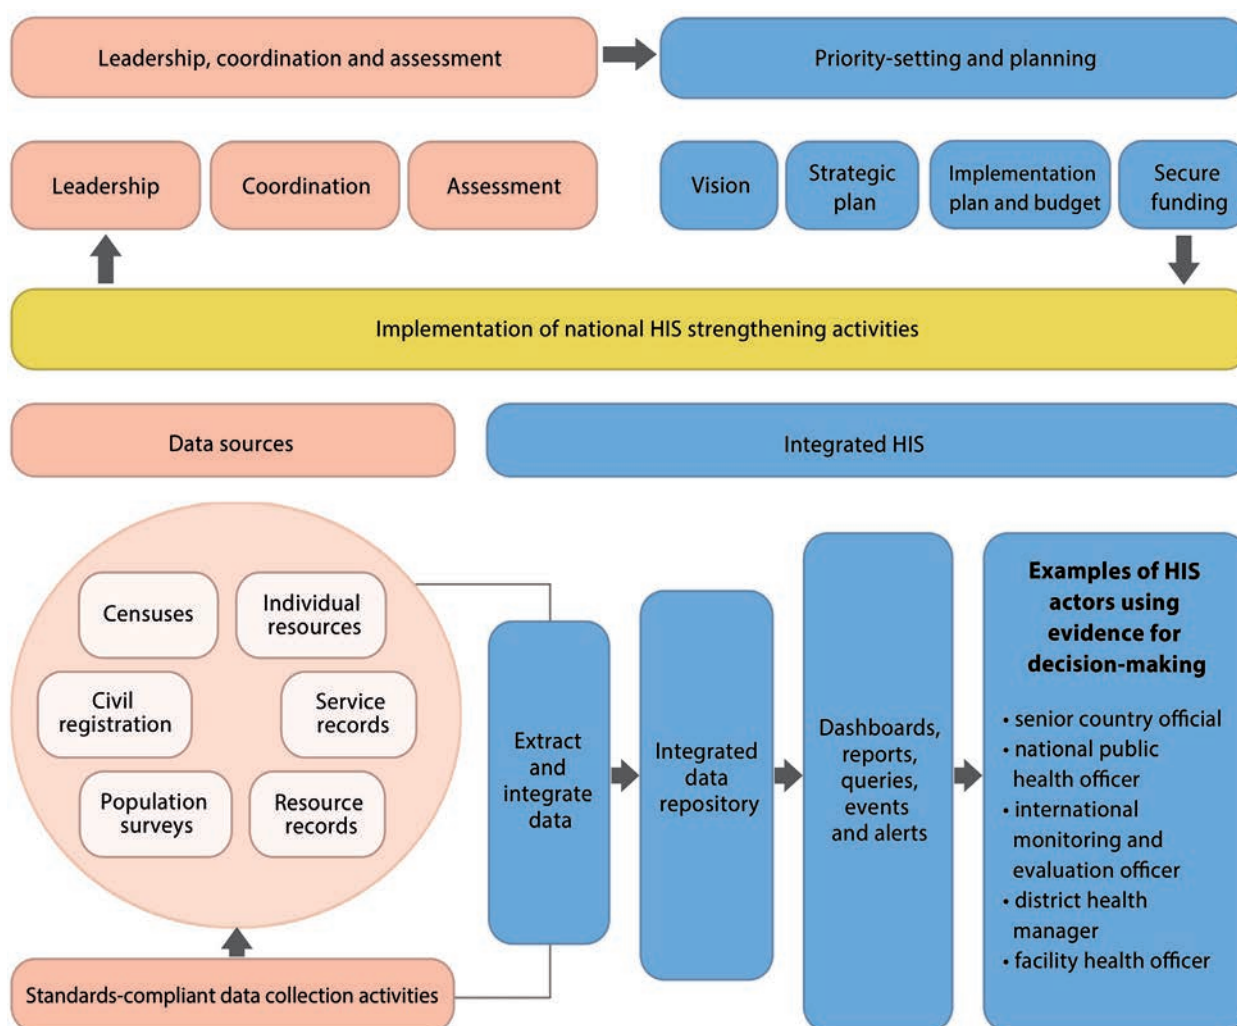 Leadership, coordination and assessment
Priority-setting and planning
Leadership
Coordination
Assessment
Vision
Strategic
plan
Implementation
plan and budget
Secure
funding
Implementation of national HIS strengthening activities
Data sources
Integrated HIS
Censuses
Individual
resources
Civil
registration
Service
records
Population
surveys
Resource
records
Standards-compliant data collection activities
Extract
and
integrate
data
Integrated
data
repository
Dashboards,
reports,
queries,
events
and alerts
Examples of HIS
actors using
evidence for
decision-making
• senior country official
• national public
health officer
• international
monitoring and
evaluation officer
• district health
manager
• facility health officer